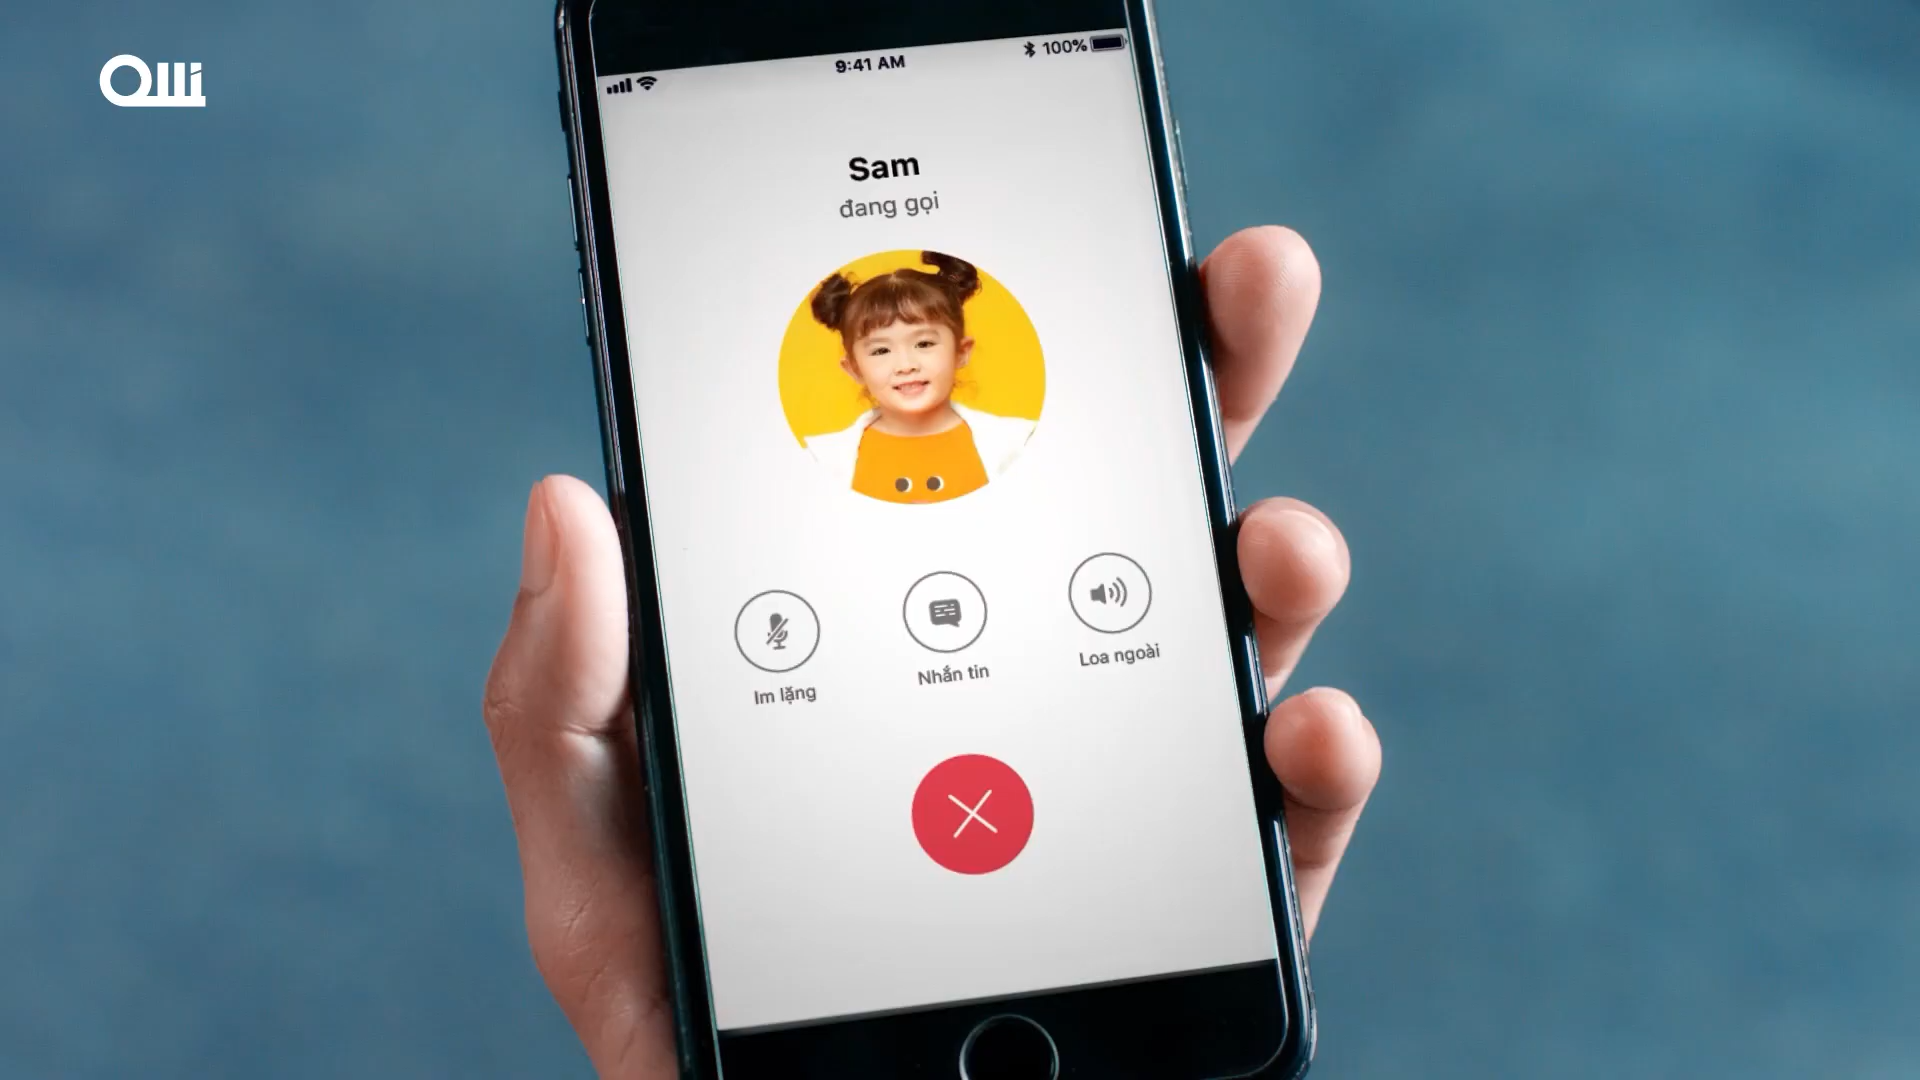 Olli
9:41 AM
100%
Sam
đang gọi
Im lặng
Nhắn tin
Loa ngoài